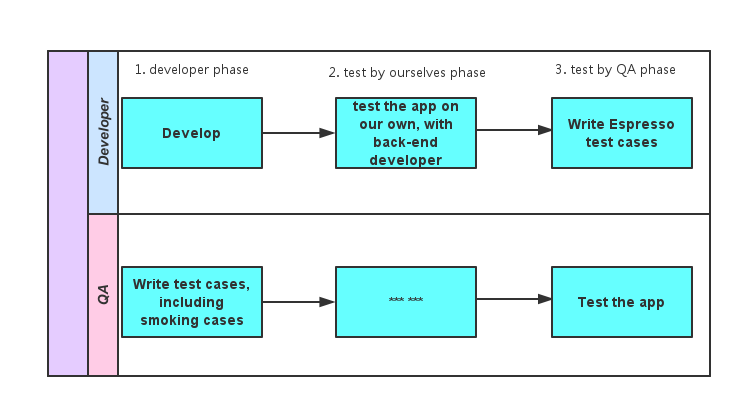 1. developer phase
2. test by ourselves phase
3. test by QA phase
Developer
Develop
test the app on
our own, with
back-end
developer
Write Espresso
test cases
QA
Write test cases,
including
smoking cases
*** ***
Test the app